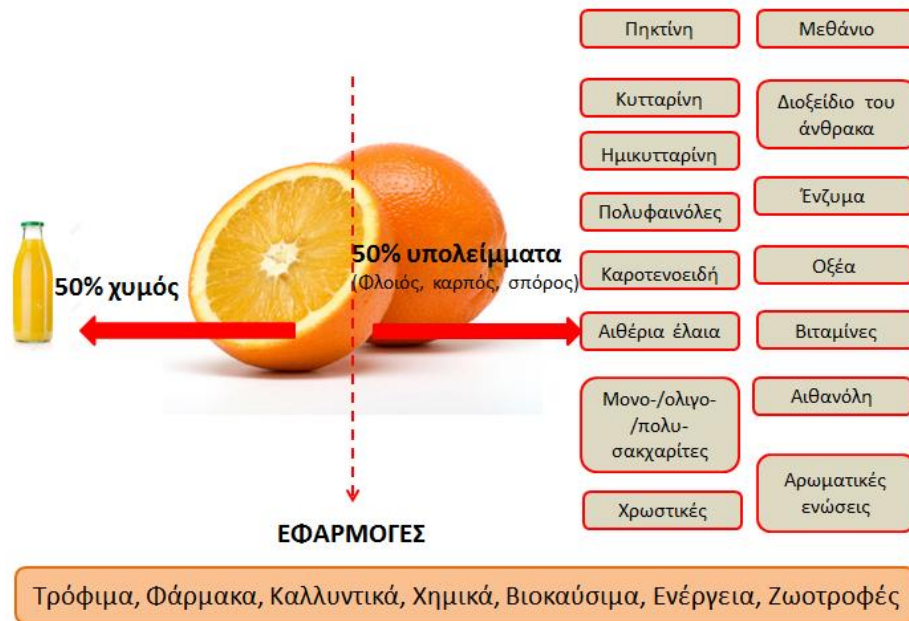 Πηκτίνη
Μεθάνιο
Κυτταρίνη
Διοξείδιο του
άνθρακα
Ημικυτταρίνη
Ένζυμα
Πολυφαινόλες
50% υπολείμματα
(Φλοιός, καρπός, σπόρος)
50% χυμός
Καροτενοειδή
Οξέα
Αιθέρια έλαια
Βιταμίνες
Μονο-/ολιγο-
/πολυ-
σακχαρίτες
Αιθανόλη
Αρωματικές
ενώσεις
Χρωστικές
ΕΦΑΡΜΟΓΕΣ
Τρόφιμα, Φάρμακα, Καλλυντικά, Χημικά, Βιοκαύσιμα, Ενέργεια, Ζωοτροφές